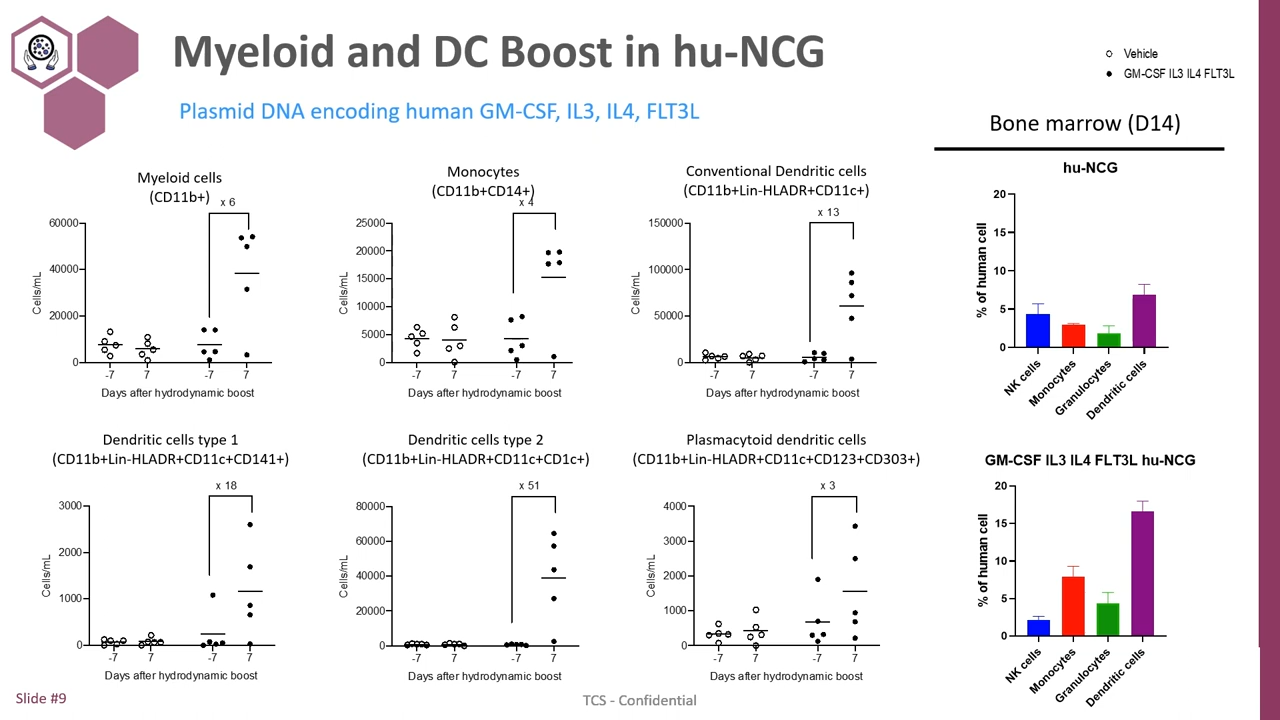 Myeloid and DC Boost in hu-NCG
Plasmid DNA encoding human GM-CSF, IL3, IL4, FLT3L
Vehicle
GM-CSF IL3 IL4 FLT3L
Bone marrow (D14)
Myeloid cells
(CD11b+)
x 6
60000
40000
20000
0
Cells/mL
-7
7
-7
7
Days after hydrodynamic boost
Monocytes
(CD11b+CD14+)
x 4
25000
20000
15000
10000
5000
0
Cells/mL
-7
7
-7
7
Days after hydrodynamic boost
Conventional Dendritic cells
(CD11b+Lin-HLADR+CD11c+)
x 13
150000
100000
50000
0
Cells/mL
-7
7
-7
7
Days after hydrodynamic boost
hu-NCG
20
15
10
5
0
% of human cell
NK cells
Monocytes
Granulocytes
Dendritic cells
Dendritic cells type 1
(CD11b+Lin-HLADR+CD11c+CD141+)
x 18
3000
2000
1000
0
Cells/mL
-7
7
-7
7
Days after hydrodynamic boost
Dendritic cells type 2
(CD11b+Lin-HLADR+CD11c+CD1c+)
x 51
80000
60000
40000
20000
0
Cells/mL
-7
7
-7
7
Days after hydrodynamic boost
Plasmacytoid dendritic cells
(CD11b+Lin-HLADR+CD11c+CD123+CD303+)
x 3
4000
3000
2000
1000
0
Cells/mL
-7
7
-7
7
Days after hydrodynamic boost
GM-CSF IL3 IL4 FLT3L hu-NCG
20
15
10
5
0
% of human cell
NK cells
Monocytes
Granulocytes
Dendritic cells
Slide #9
TCS - Confidential